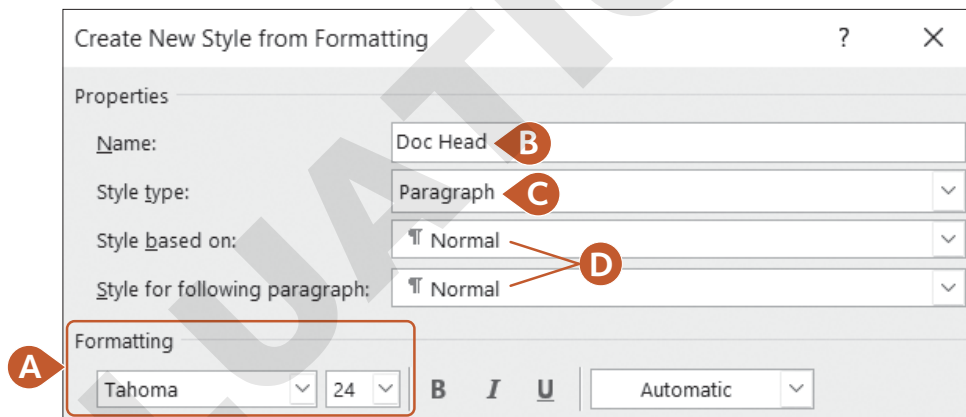 Create New Style from Formatting ? ×
Properties
Name: Doc Head B
Style type: Paragraph C
Style based on: ¶ Normal
D
Style for following paragraph: ¶ Normal
Formatting
A
Tahoma 24 B I U Automatic